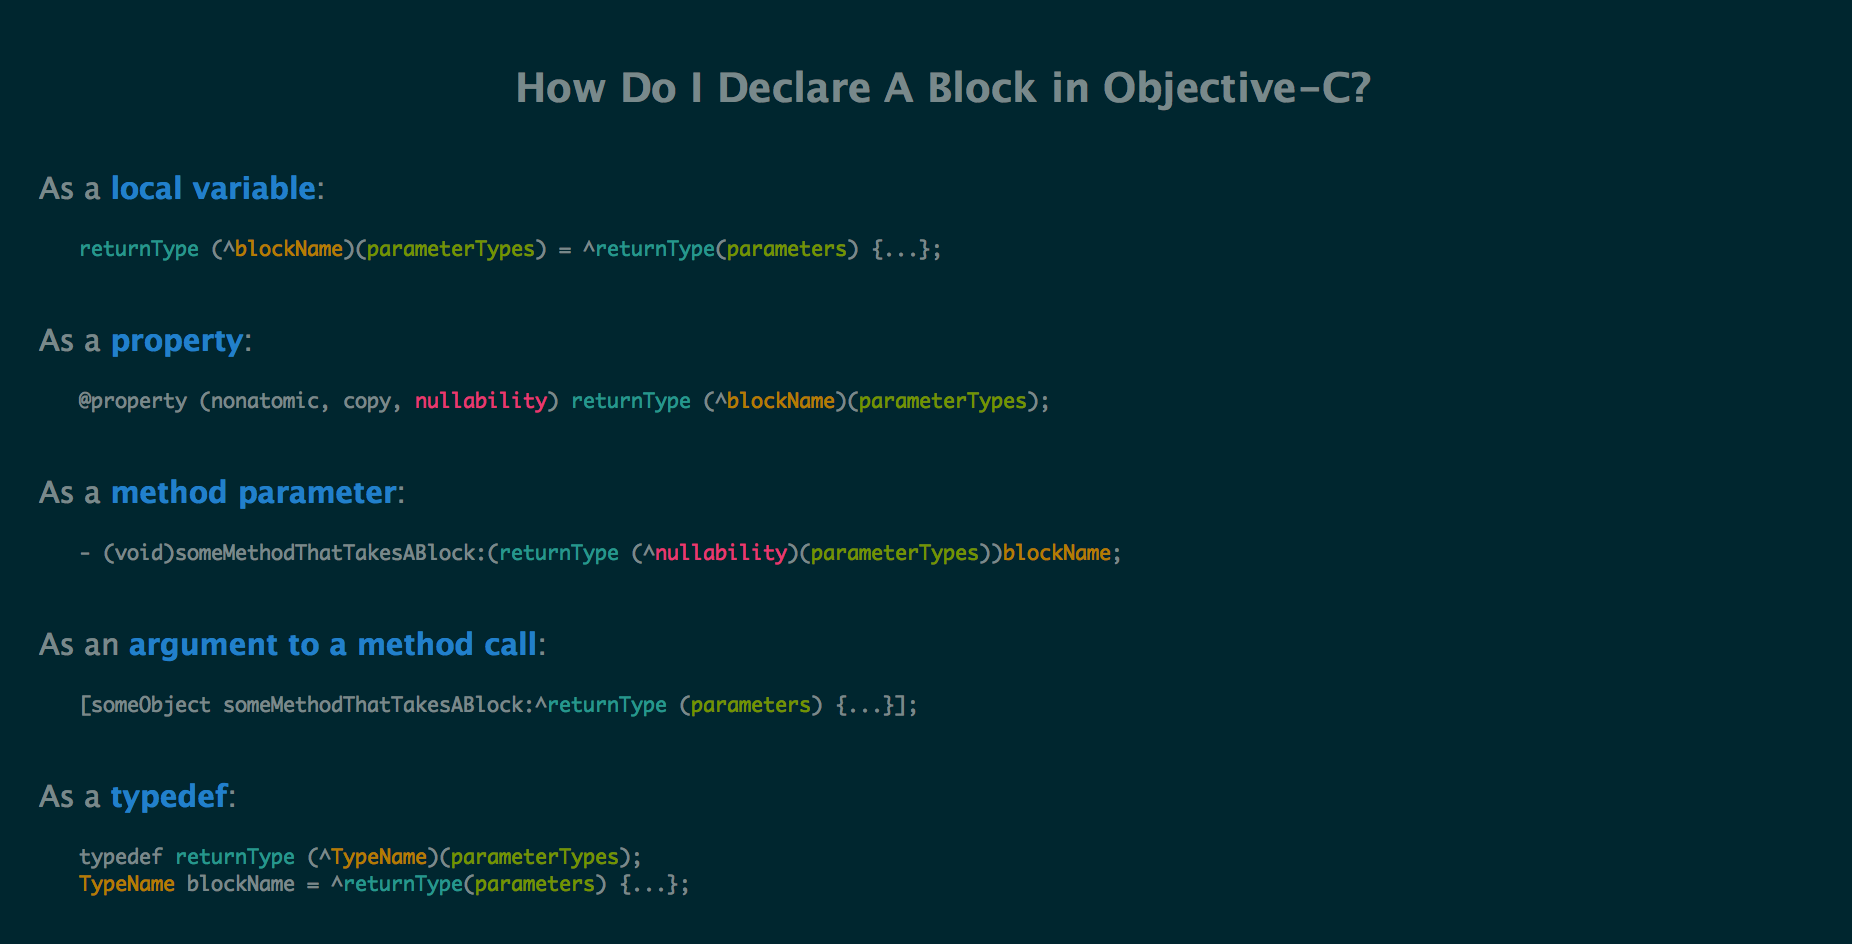 How Do I Declare A Block in Objective-C?
As a local variable:
returnType (^blockName)(parameterTypes) = ^returnType(parameters) {...};
As a property:
@property (nonatomic, copy, nullability) returnType (^blockName)(parameterTypes);
As a method parameter:
- (void)someMethodThatTakesABlock:(returnType (^nullability)(parameterTypes))blockName;
As an argument to a method call:
[someObject someMethodThatTakesABlock:^returnType (parameters) {...}];
As a typedef:
typedef returnType (^TypeName)(parameterTypes);
TypeName blockName = ^returnType(parameters) {...};